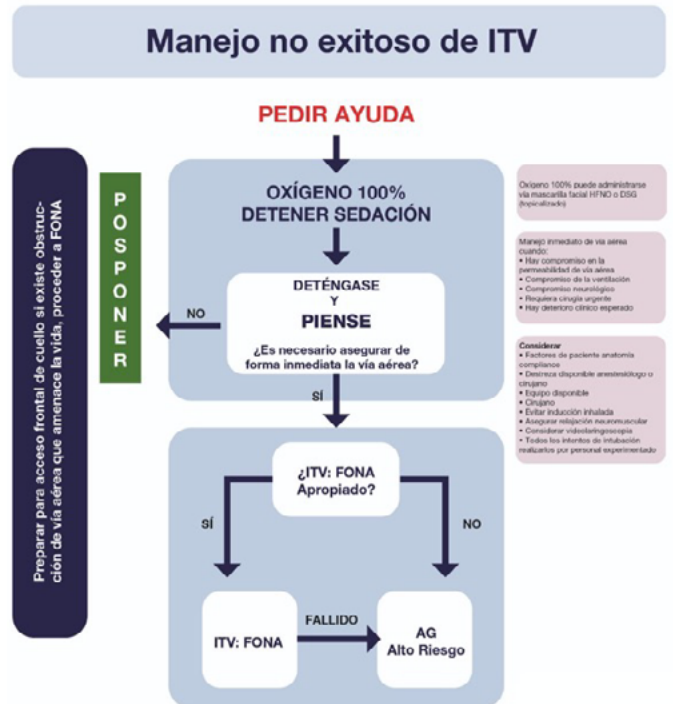 Manejo no exitoso de ITV
PEDIR AYUDA
Preparar para acceso frontal de cuello si existe obstruc-
ción de vía aérea que amenace la vida, proceder a FONA
POSPONER
OXÍGENO 100%
DETENER SEDACIÓN
DETÉNGASE
Y
PIENSE
¿Es necesario asegurar de
forma inmediata la vía aérea?
NO
SÍ
Oxígeno 100% puede administrarse
vía mascarilla facial HFNO o DSG
(topicalizado)
Manejo inmediato de vía aérea
cuando:
• Hay compromiso en la
permeabilidad de vía aérea
• Compromiso de la ventilación
• Compromiso neurológico
• Requiera cirugía urgente
• Hay deterioro clínico esperado
Considerar
• Factores de paciente anatomía
compliance
• Destreza disponible anestesiólogo o
cirujano
• Equipo disponible
• Cirujano
• Evitar inducción inhalada
• Asegurar relajación neuromuscular
• Considerar videolaringoscopia
• Todos los intentos de intubación
realizarlos por personal experimentado
¿ITV: FONA
Apropiado?
SÍ
NO
ITV: FONA
FALLIDO
AG
Alto Riesgo